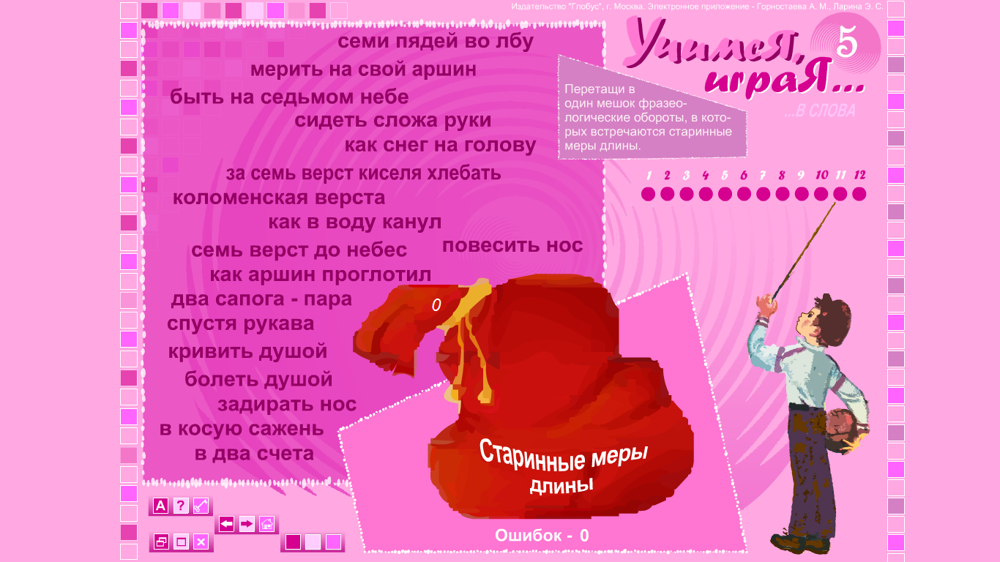 Издательство "Глобус", г. Москва. Электронное приложение - Горностаева А. М., Ларина Э. С.
УчимсЯ,
играЯ...
5
...В СЛОВА
Перетащи в
один мешок фразео-
логические обороты, в кото-
рых встречаются старинные
меры длины.
1 2 3 4 5 6 7 8 9 10 11 12
семи пядей во лбу
мерить на свой аршин
быть на седьмом небе
сидеть сложа руки
как снег на голову
за семь верст киселя хлебать
коломенская верста
как в воду канул
повесить нос
семь верст до небес
как аршин проглотил
два сапога - пара
спустя рукава
кривить душой
болеть душой
задирать нос
в косую сажень
в два счета
0
Старинные меры
длины
Ошибок - 0
А ?